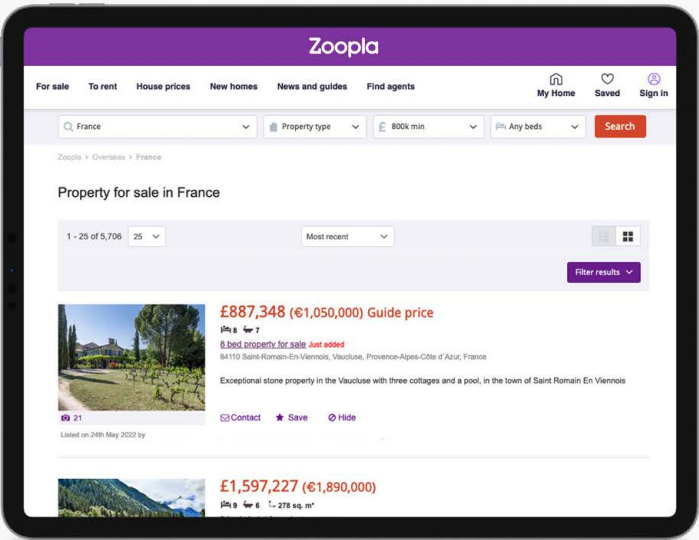 Zoopla
For sale To rent House prices New homes News and guides Find agents My Home Saved Sign in
France Property type £ 800k min Any beds Search
Zoopla > Overseas > France
Property for sale in France
1 - 25 of 5,706 25 Most recent
Filter results
£887,348 (€1,050,000) Guide price
8 7
8 bed property for sale Just added
84110 Saint-Romain-En-Viennois, Vaucluse, Provence-Alpes-Côte d'Azur, France
Exceptional stone property in the Vaucluse with three cottages and a pool, in the town of Saint Romain En Viennois
21 Contact Save Hide
Listed on 24th May 2022 by
£1,597,227 (€1,890,000)
9 6 278 sq. m